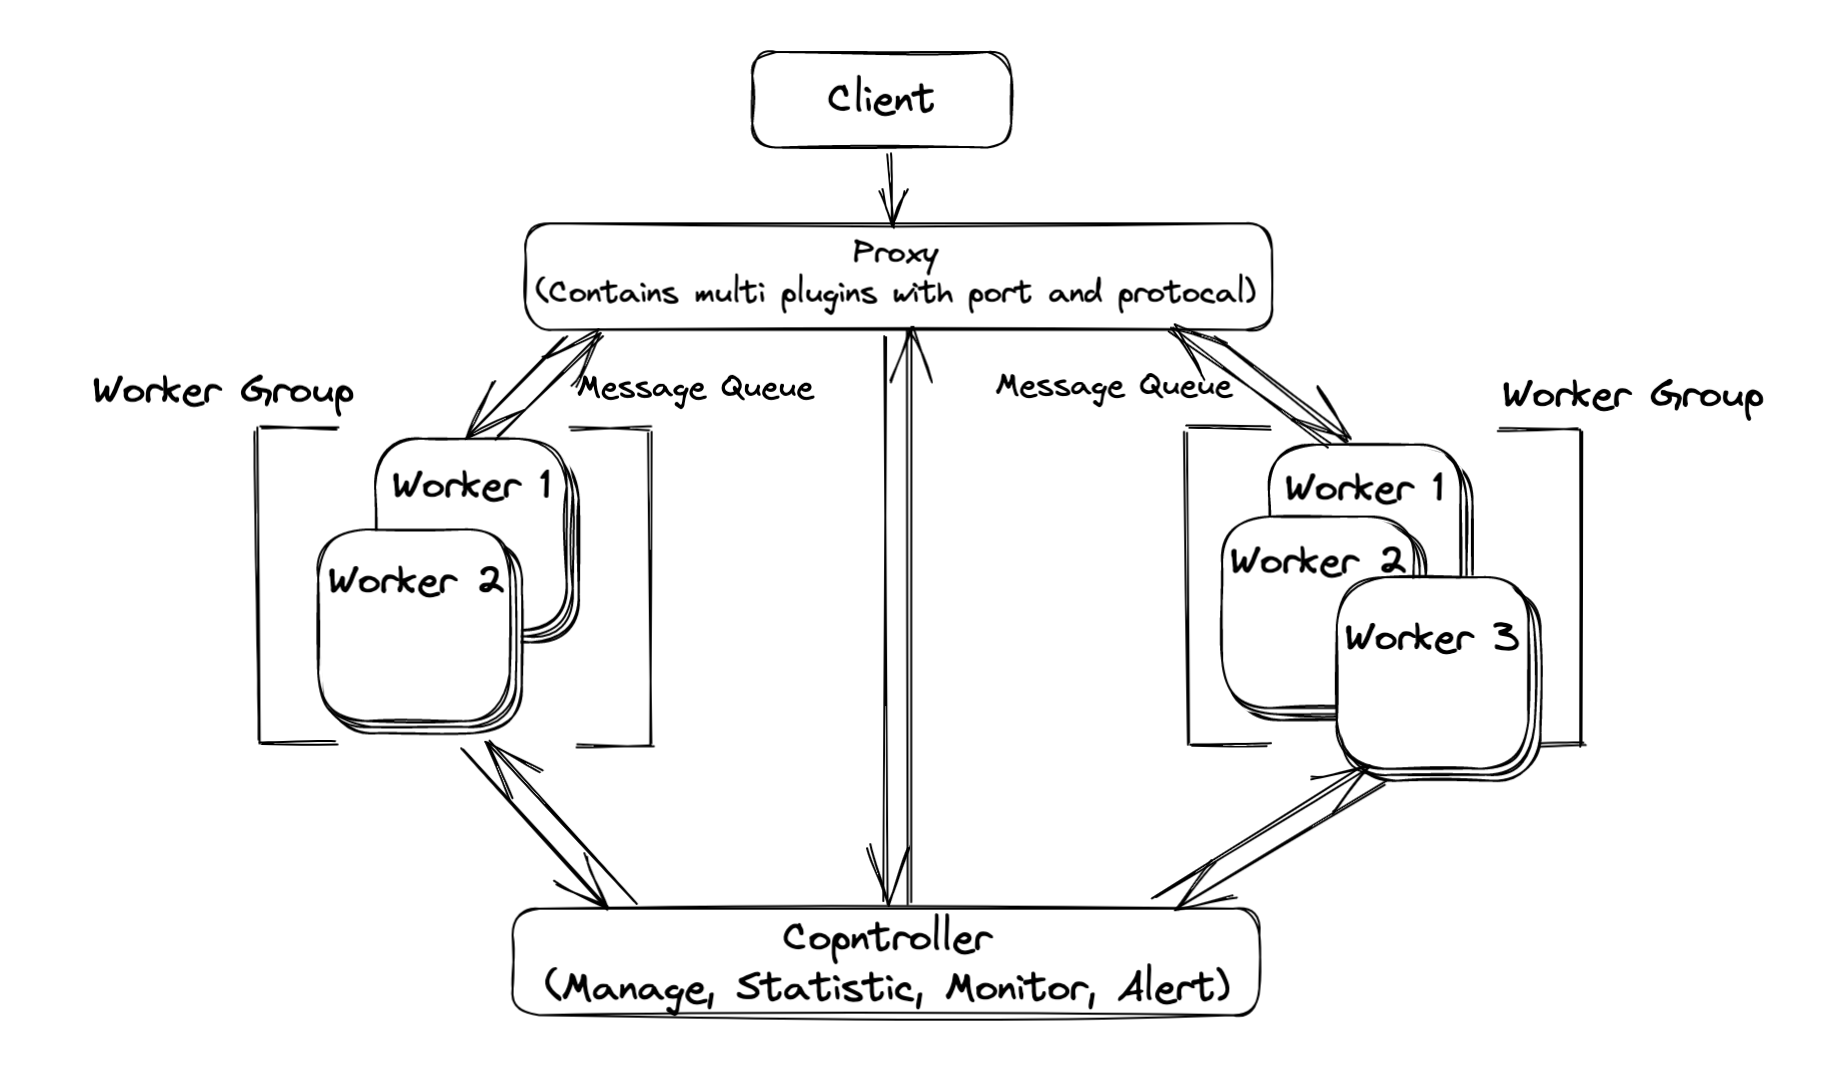 Client
Proxy
(Contains multi plugins with port and protocal)
Worker Group
Message Queue
Message Queue
Worker Group
Worker 1
Worker 2
Worker 1
Worker 2
Worker 3
Copntroller
(Manage, Statistic, Monitor, Alert)